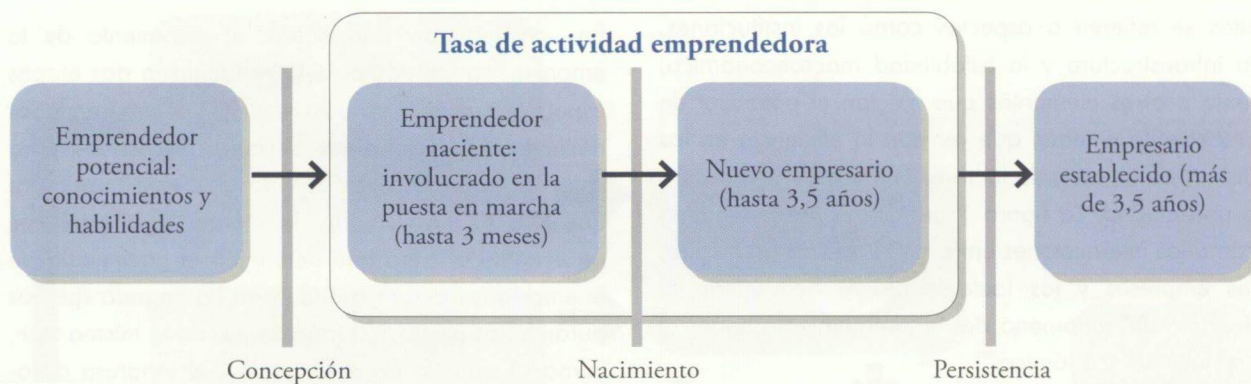 Tasa de actividad emprendedora
Emprendedor
potencial:
conocimientos y
habilidades
Emprendedor
naciente:
involucrado en la
puesta en marcha
(hasta 3 meses)
Nuevo empresario
(hasta 3,5 años)
Empresario
establecido (más
de 3,5 años)
Concepción
Nacimiento
Persistencia